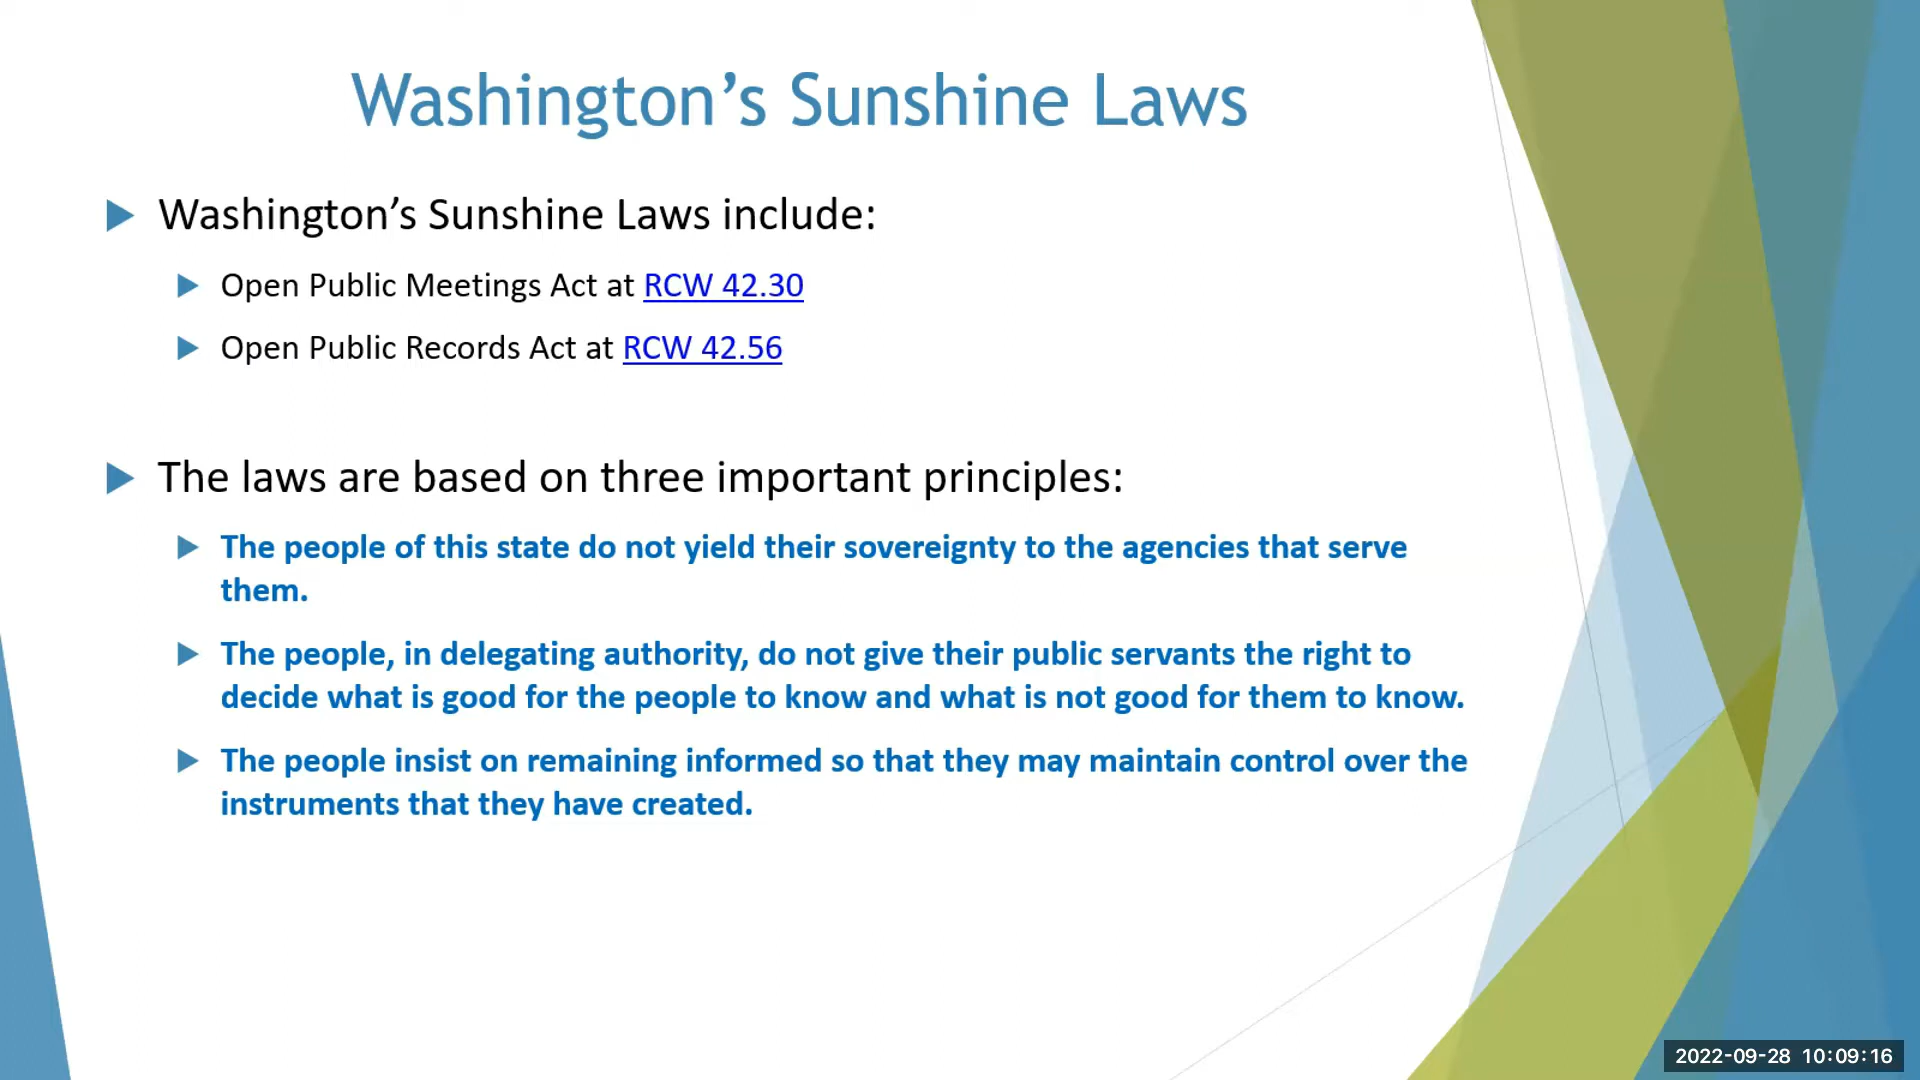 Washington’s Sunshine Laws
Washington’s Sunshine Laws include:
Open Public Meetings Act at RCW 42.30
Open Public Records Act at RCW 42.56
The laws are based on three important principles:
The people of this state do not yield their sovereignty to the agencies that serve
them.
The people, in delegating authority, do not give their public servants the right to
decide what is good for the people to know and what is not good for them to know.
The people insist on remaining informed so that they may maintain control over the
instruments that they have created.
2022-09-28 10:09:16